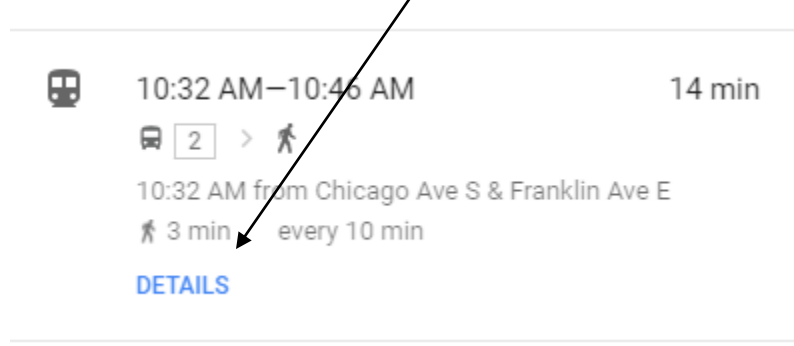 10:32 AM–10:46 AM 14 min
2
10:32 AM from Chicago Ave S & Franklin Ave E
3 min every 10 min
DETAILS